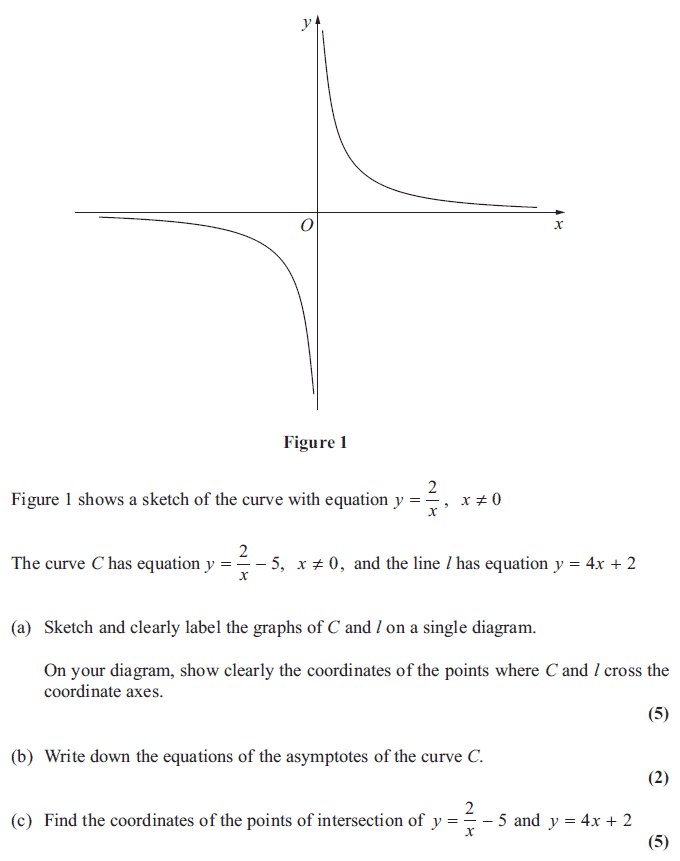 y
O
x
Figure 1
Figure 1 shows a sketch of the curve with equation y = 2/x , x ≠ 0
The curve C has equation y = 2/x − 5, x ≠ 0, and the line l has equation y = 4x + 2
(a) Sketch and clearly label the graphs of C and l on a single diagram.
On your diagram, show clearly the coordinates of the points where C and l cross the
coordinate axes.
(5)
(b) Write down the equations of the asymptotes of the curve C.
(2)
(c) Find the coordinates of the points of intersection of y = 2/x − 5 and y = 4x + 2
(5)